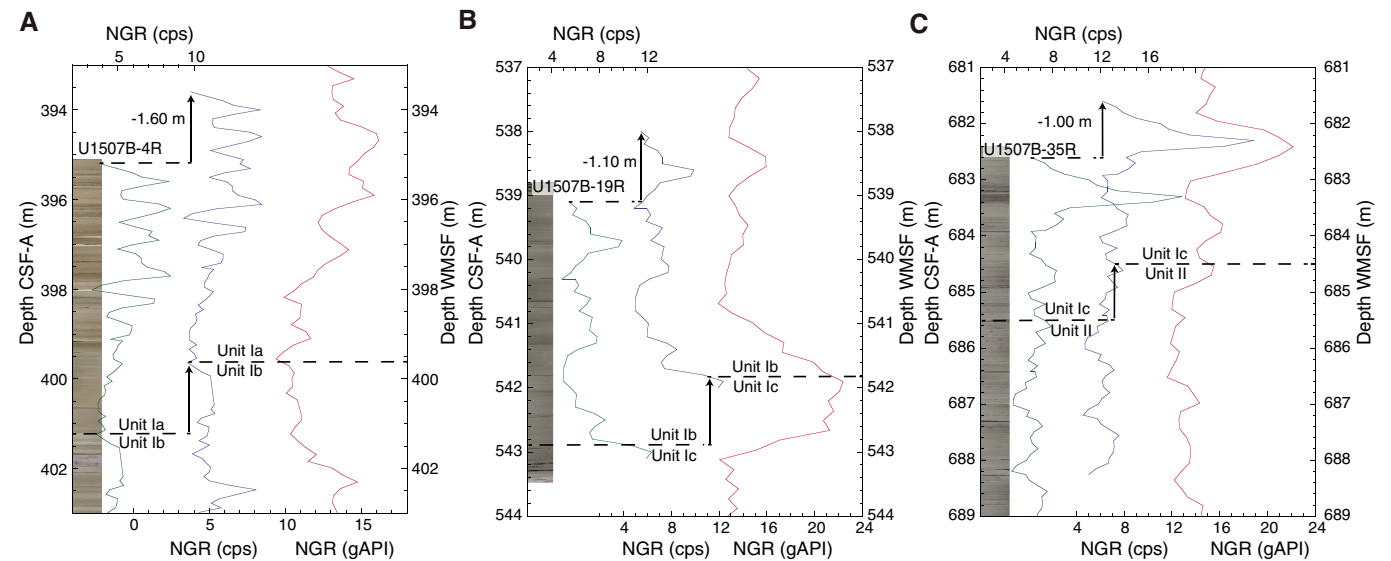 A
NGR (cps)
5 10
Depth CSF-A (m)
394
396
398
400
402
-1.60 m
U1507B-4R
Unit Ia
Unit Ib
Unit Ia
Unit Ib
394
396
398
400
402
Depth WMSF (m)
0 5 10 15
NGR (cps) NGR (gAPI)
B
NGR (cps)
4 8 12
Depth CSF-A (m)
537
538
539
540
541
542
543
544
-1.10 m
U1507B-19R
Unit Ib
Unit Ic
Unit Ib
Unit Ic
537
538
539
540
541
542
543
544
Depth WMSF (m)
4 8 12 16 20 24
NGR (cps) NGR (gAPI)
C
NGR (cps)
4 8 12 16
Depth CSF-A (m)
681
682
683
684
685
686
687
688
689
-1.00 m
U1507B-35R
Unit Ic
Unit II
Unit Ic
Unit II
681
682
683
684
685
686
687
688
689
Depth WMSF (m)
4 8 12 16 20 24
NGR (cps) NGR (gAPI)